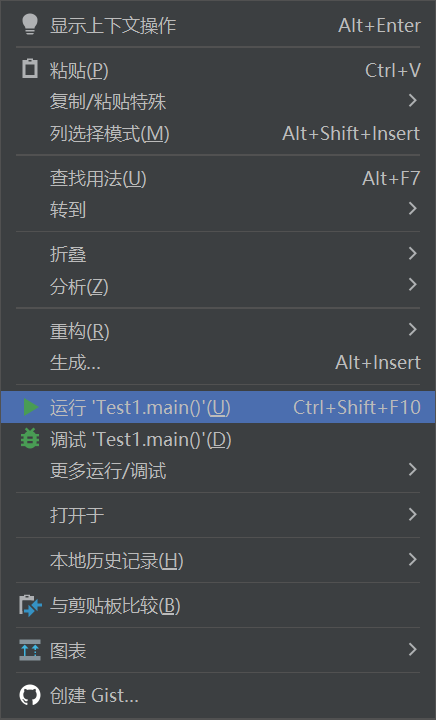 显示上下文操作 Alt+Enter
粘贴(P) Ctrl+V
复制/粘贴特殊
列选择模式(M) Alt+Shift+Insert
查找用法(U) Alt+F7
转到
折叠
分析(Z)
重构(R)
生成... Alt+Insert
运行 'Test1.main()'(U) Ctrl+Shift+F10
调试 'Test1.main()'(D)
更多运行/调试
打开于
本地历史记录(H)
与剪贴板比较(B)
图表
创建 Gist...